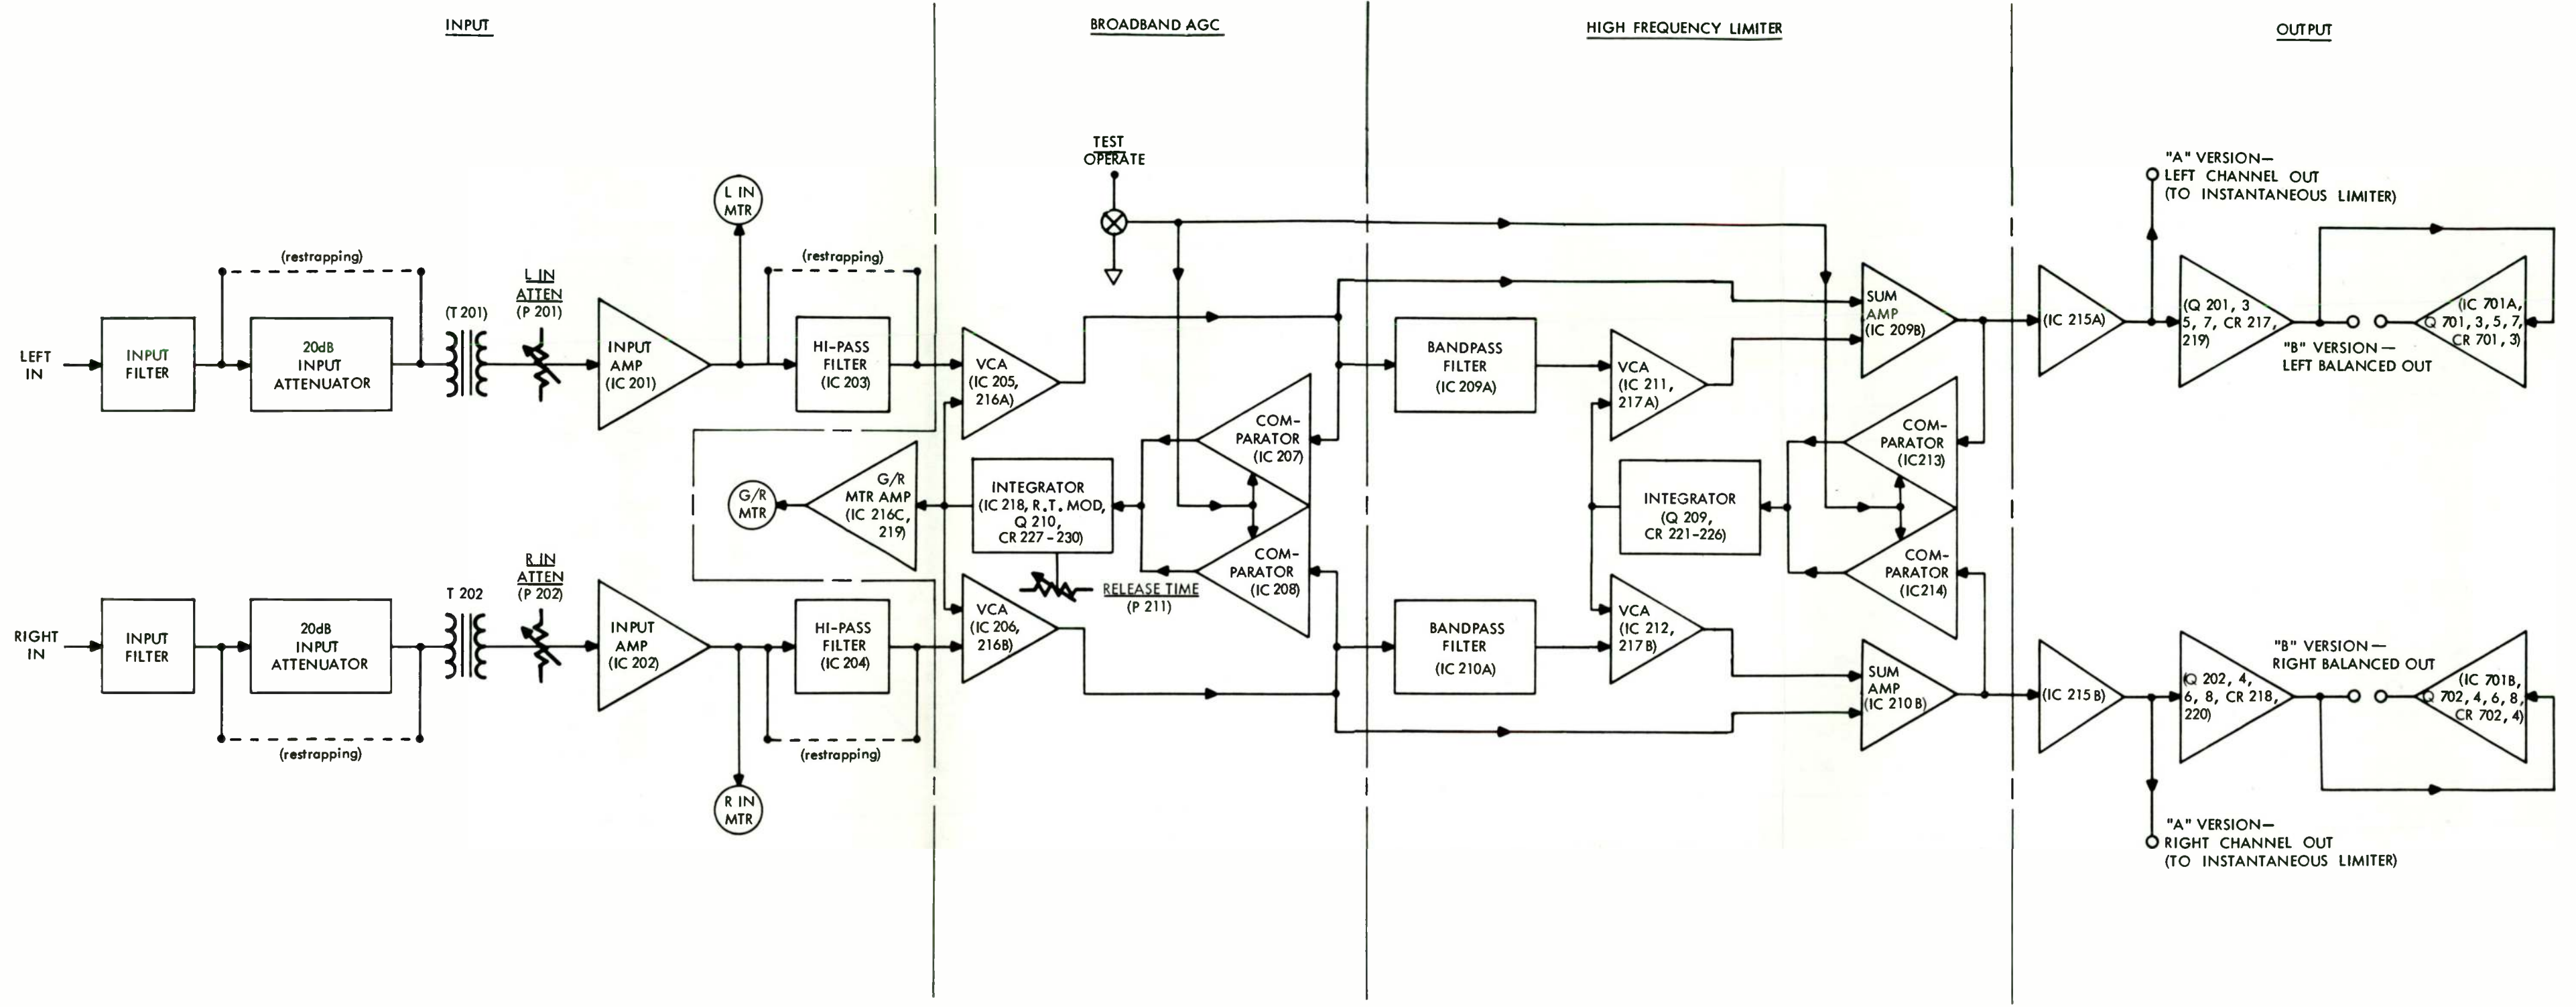 INPUT
BROADBAND AGC
HIGH FREQUENCY LIMITER
OUTPUT
TEST
OPERATE
"A" VERSION—
LEFT CHANNEL OUT
(TO INSTANTANEOUS LIMITER)
L IN
MTR
(restrapping)
(restrapping)
L IN
ATTEN
(P 201)
(T 201)
LEFT
IN
INPUT
FILTER
20dB
INPUT
ATTENUATOR
INPUT
AMP
(IC 201)
HI-PASS
FILTER
(IC 203)
VCA
(IC 205,
216A)
BANDPASS
FILTER
(IC 209A)
VCA
(IC 211,
217A)
SUM
AMP
(IC 209B)
(IC 215A)
(Q 201, 3
5, 7, CR 217,
219)
"B" VERSION—
LEFT BALANCED OUT
(IC 701A,
Q 701, 3, 5, 7,
CR 701, 3)
COM-
PARATOR
(IC 207)
COM-
PARATOR
(IC213)
G/R
MTR
G/R
MTR AMP
(IC 216C,
219)
INTEGRATOR
(IC 218, R.T. MOD,
Q 210,
CR 227-230)
INTEGRATOR
(Q 209,
CR 221-226)
COM-
PARATOR
(IC 208)
COM-
PARATOR
(IC214)
RELEASE TIME
(P 211)
R IN
ATTEN
(P 202)
T 202
RIGHT
IN
INPUT
FILTER
20dB
INPUT
ATTENUATOR
INPUT
AMP
(IC 202)
HI-PASS
FILTER
(IC 204)
VCA
(IC 206,
216B)
BANDPASS
FILTER
(IC 210A)
VCA
(IC 212,
217B)
SUM
AMP
(IC 210B)
(IC 215B)
(Q 202, 4,
6, 8, CR 218,
220)
"B" VERSION—
RIGHT BALANCED OUT
(IC 701B,
Q 702, 4, 6, 8,
CR 702, 4)
(restrapping)
(restrapping)
R IN
MTR
"A" VERSION—
RIGHT CHANNEL OUT
(TO INSTANTANEOUS LIMITER)